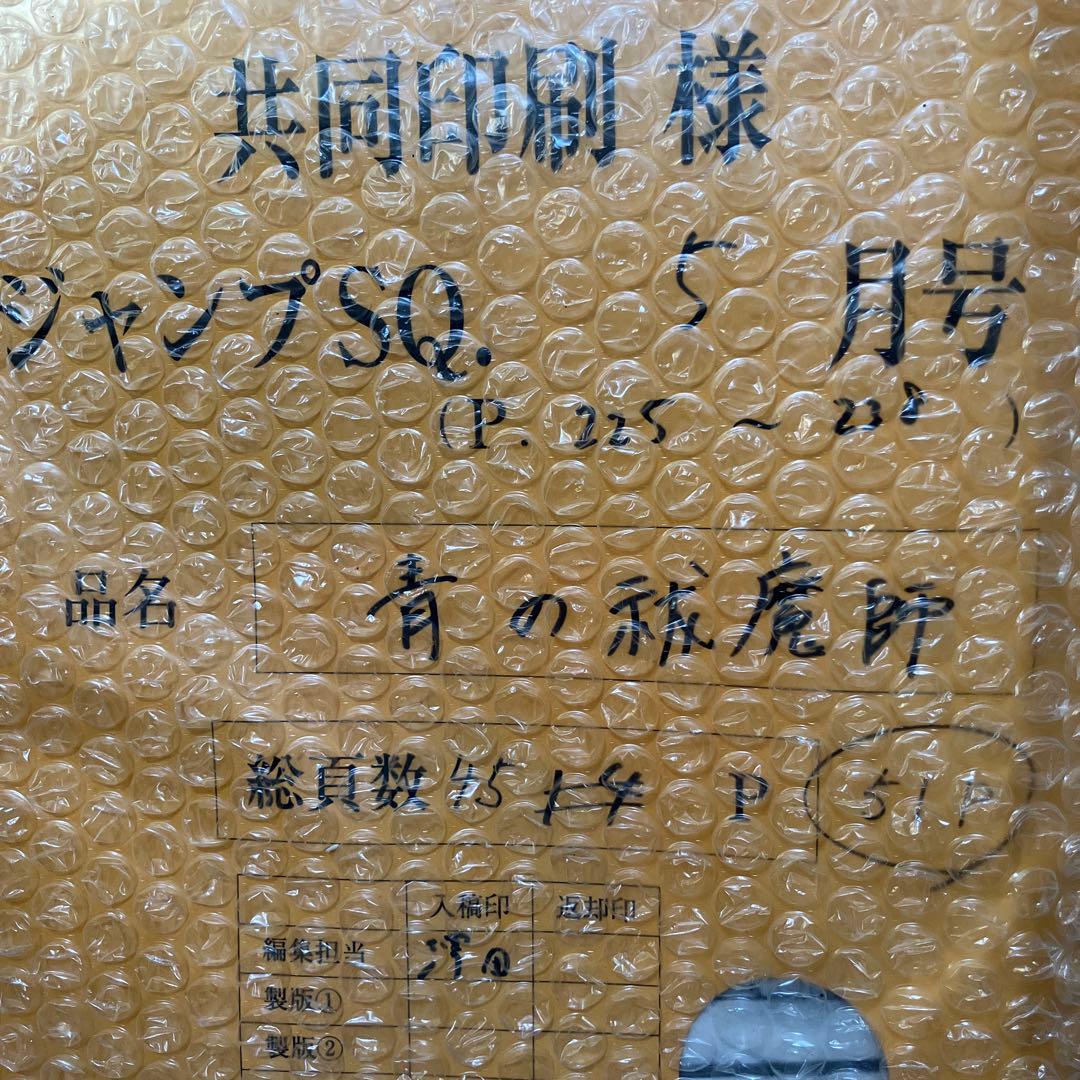 共同印刷 様
ジャンプSQ. 5 月号
(P. 225 ~ 228 )
品名 青の祓魔師
総頁数 45 P 51P
入稿印 返却印
編集担当 澤田
製版①
製版②